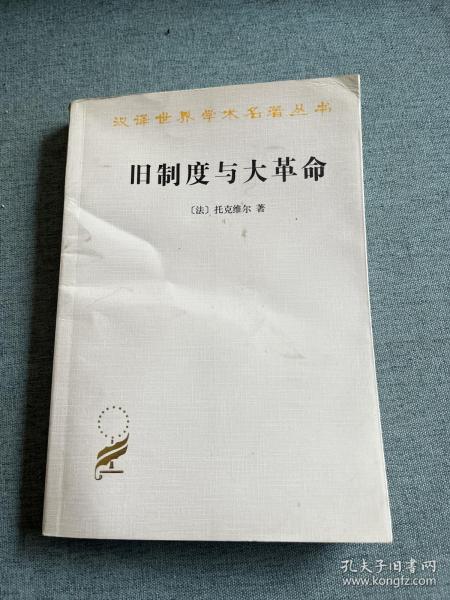 汉译世界学术名著丛书
旧制度与大革命
〔法〕托克维尔 著
孔夫子旧书网
www.kongfz.com